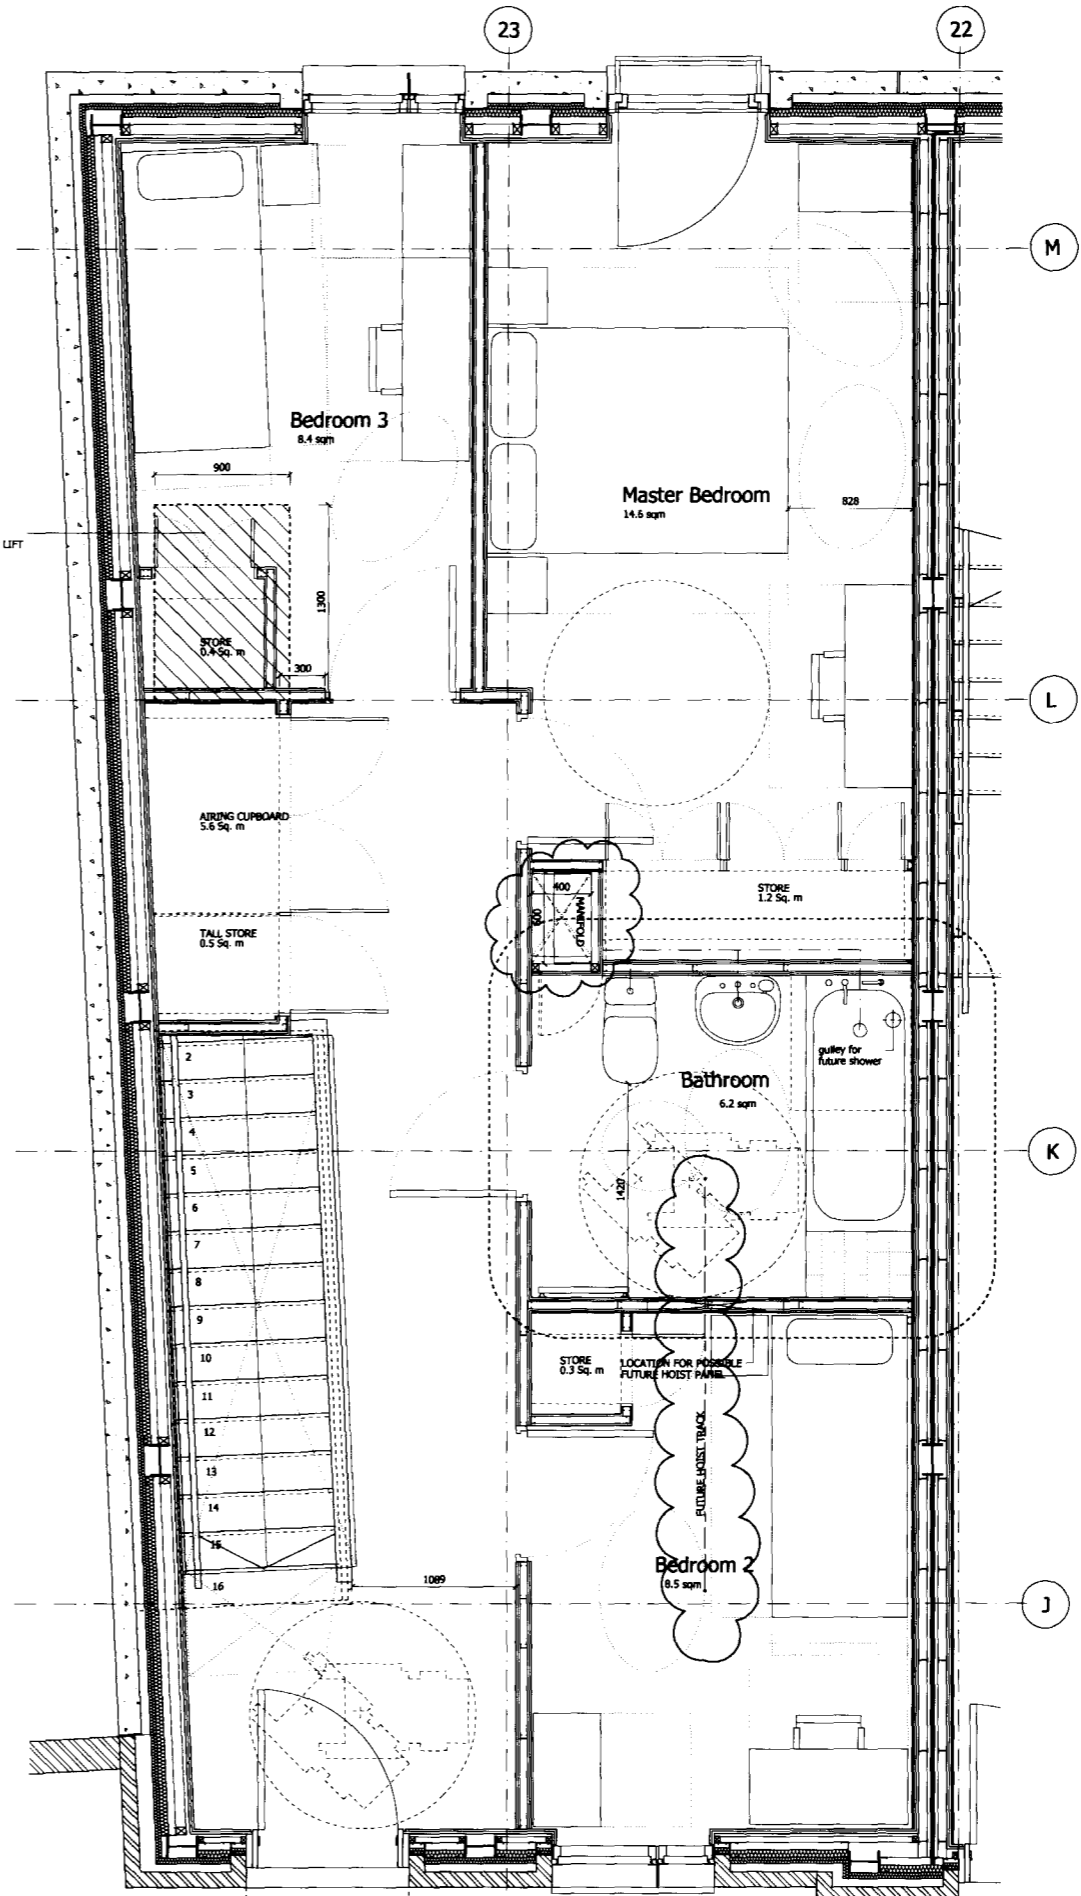 23
22
M
Bedroom 3
8.4 sqm
900
Master Bedroom
14.6 sqm
828
LIFT
1300
STORE
0.4 Sq. m
300
L
AIRING CUPBOARD
5.6 Sq. m
400
600
MANIFOLD
STORE
1.2 Sq. m
TALL STORE
0.5 Sq. m
gulley for
future shower
Bathroom
6.2 sqm
2
3
4
5
6
7
8
9
10
11
12
13
14
15
16
K
1420
STORE
0.3 Sq. m
LOCATION FOR POSSIBLE
FUTURE HOIST PANEL
FUTURE HOIST TRACK
Bedroom 2
8.5 sqm
1089
J